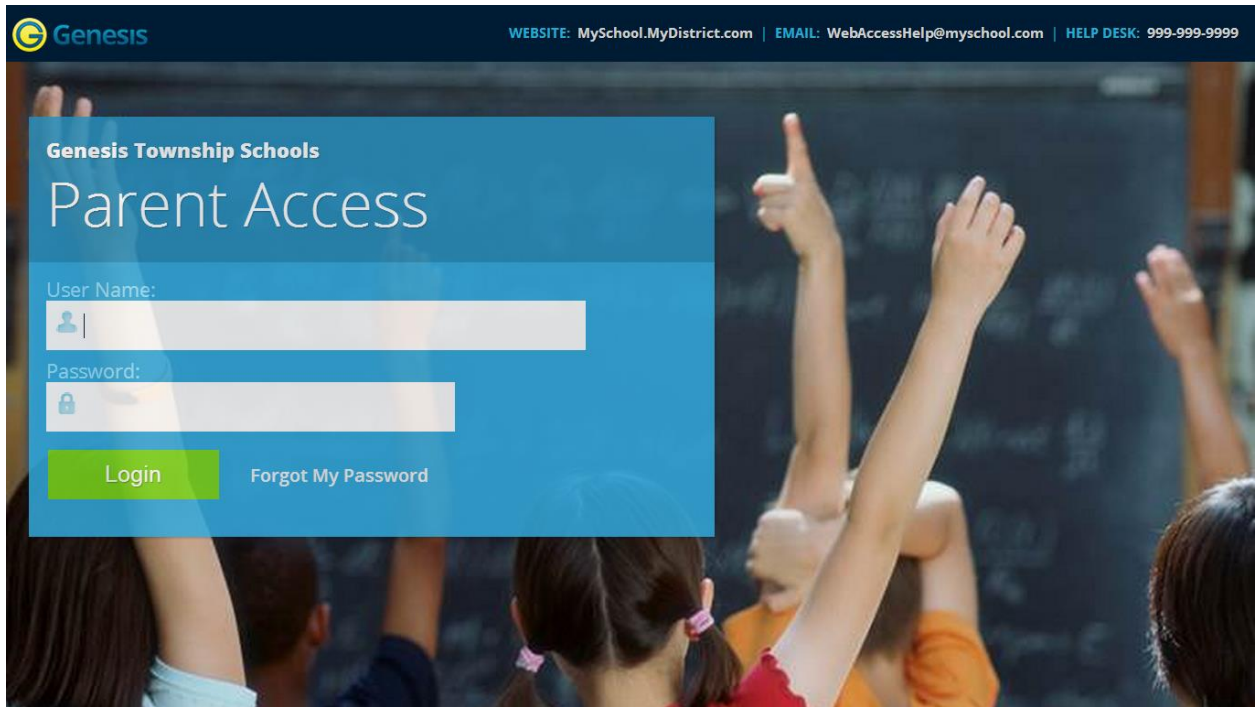 Genesis
WEBSITE: MySchool.MyDistrict.com | EMAIL: WebAccessHelp@myschool.com | HELP DESK: 999-999-9999
Genesis Township Schools
Parent Access
User Name:
Password:
Login Forgot My Password